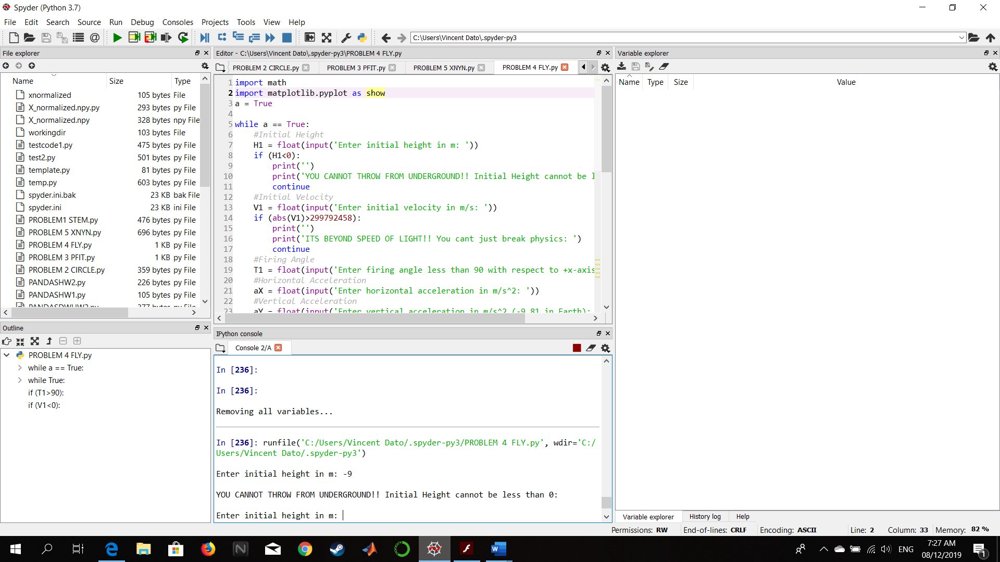 Spyder (Python 3.7)
File Edit Search Source Run Debug Consoles Projects Tools View Help
C:\Users\Vincent Dato\.spyder-py3
File explorer
Name Size Type
xnormalized 105 bytes File
X_normalized.npy.py 293 bytes py File
X_normalized.npy 328 bytes npy File
workingdir 103 bytes File
testcode1.py 475 bytes py File
test2.py 501 bytes py File
template.py 81 bytes py File
temp.py 603 bytes py File
spyder.ini.bak 23 KB bak File
spyder.ini 23 KB ini File
PROBLEM1 STEM.py 476 bytes py File
PROBLEM 5 XNYN.py 696 bytes py File
PROBLEM 4 FLY.py 1 KB py File
PROBLEM 3 PFIT.py 1 KB py File
PROBLEM 2 CIRCLE.py 359 bytes py File
PANDASHW2.py 226 bytes py File
PANDASHW1.py 105 bytes py File
Outline
PROBLEM 4 FLY.py
while a == True:
while True:
if (T1>90):
if (V1<0):
Editor - C:\Users\Vincent Dato\.spyder-py3\PROBLEM 4 FLY.py
PROBLEM 2 CIRCLE.py PROBLEM 3 PFIT.py PROBLEM 5 XNYN.py PROBLEM 4 FLY.py
1 import math
2 import matplotlib.pyplot as show
3 a = True
4
5 while a == True:
6 #Initial Height
7 H1 = float(input('Enter initial height in m: '))
8 if (H1<0):
9 print('')
10 print('YOU CANNOT THROW FROM UNDERGROUND!! Initial Height cannot be l
11 continue
12 #Initial Velocity
13 V1 = float(input('Enter initial velocity in m/s: '))
14 if (abs(V1)>299792458):
15 print('')
16 print('ITS BEYOND SPEED OF LIGHT!! You cant just break physics: ')
17 continue
18 #Firing Angle
19 T1 = float(input('Enter firing angle less than 90 with respect to +x-axis
20 #Horizontal Acceleration
21 aX = float(input('Enter horizontal acceleration in m/s^2: '))
22 #Vertical Acceleration
23 aY = float(input('Enter vertical acceleration in m/s^2 (-9.81 in Earth):
IPython console
Console 2/A
In [236]:
In [236]:
Removing all variables...
In [236]: runfile('C:/Users/Vincent Dato/.spyder-py3/PROBLEM 4 FLY.py', wdir='C:/
Users/Vincent Dato/.spyder-py3')
Enter initial height in m: -9
YOU CANNOT THROW FROM UNDERGROUND!! Initial Height cannot be less than 0:
Enter initial height in m:
Variable explorer
Name Type Size Value
Variable explorer History log Help
Permissions: RW End-of-lines: CRLF Encoding: ASCII Line: 2 Column: 33 Memory: 82 %
ENG
7:27 AM
08/12/2019
1